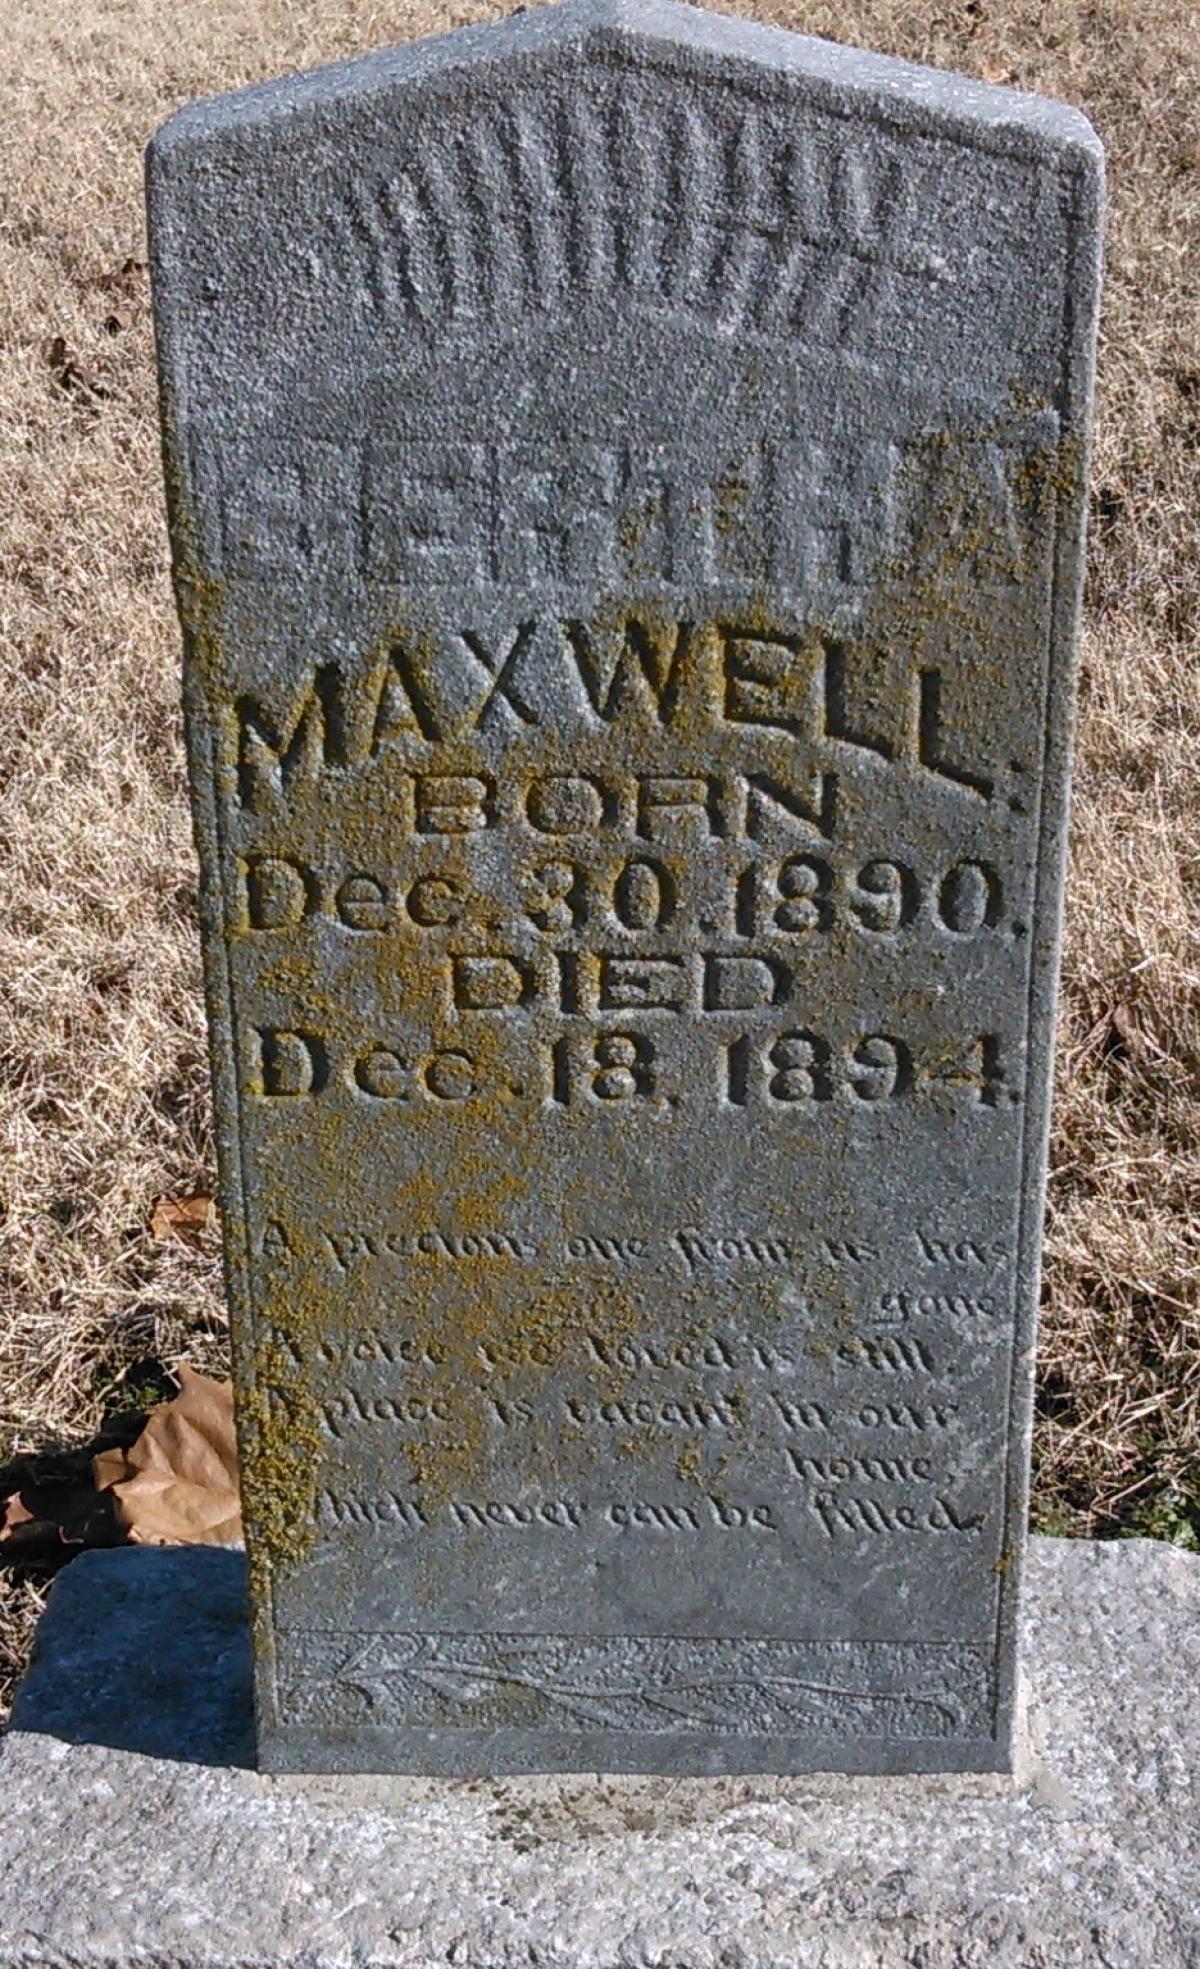 BERTHA
MAXWELL.
BORN
Dec. 30. 1890.
DIED
Dec. 18, 1894.
A precious one from us has
gone
A voice we loved is still.
A place is vacant in our
home,
Which never can be filled.